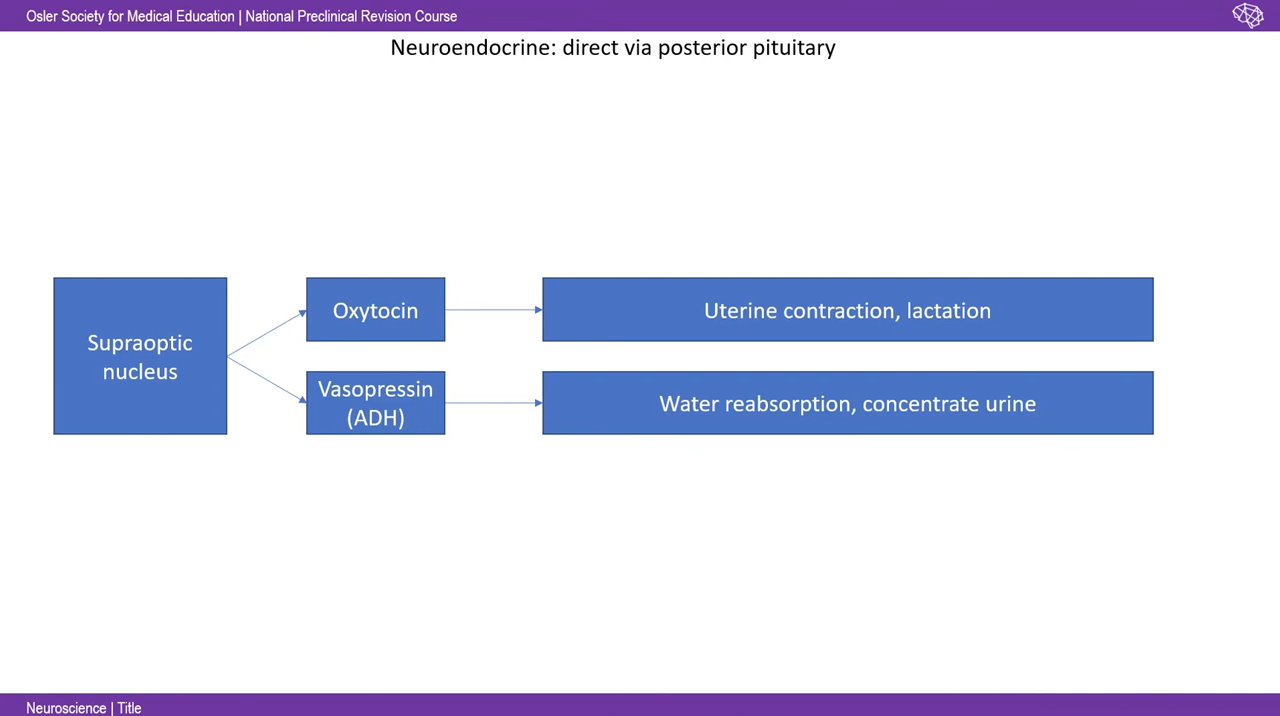 Osler Society for Medical Education | National Preclinical Revision Course
Neuroendocrine: direct via posterior pituitary
Supraoptic
nucleus
Oxytocin
Uterine contraction, lactation
Vasopressin
(ADH)
Water reabsorption, concentrate urine
Neuroscience | Title